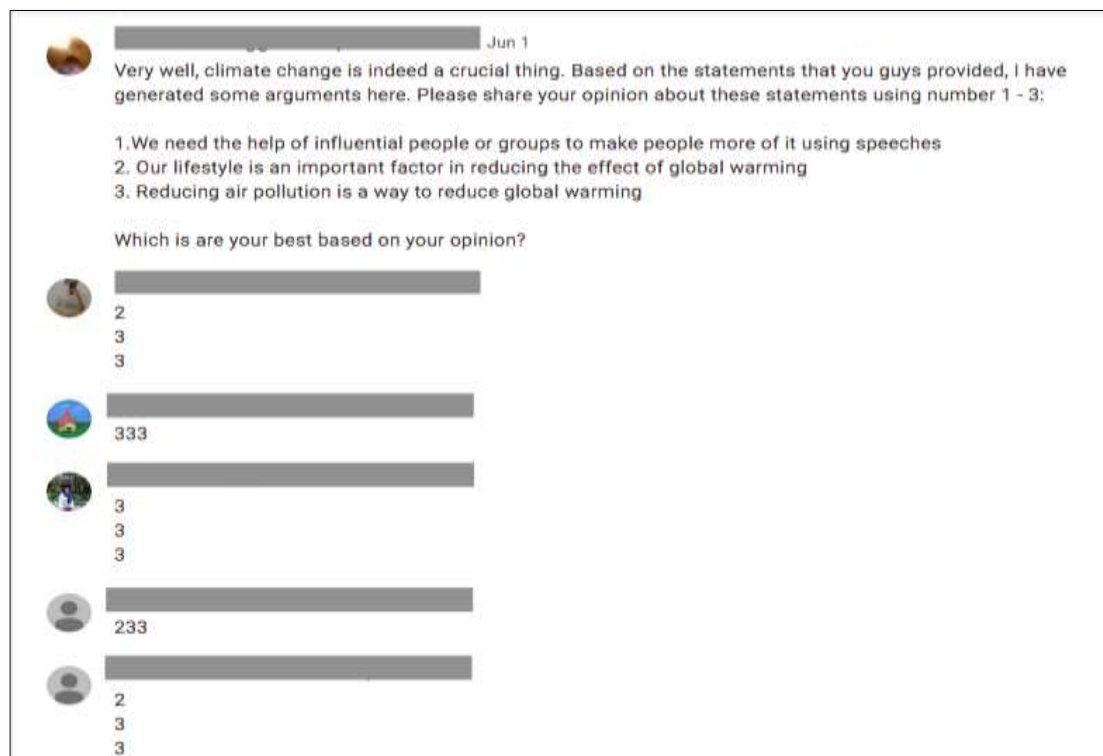 Jun 1
Very well, climate change is indeed a crucial thing. Based on the statements that you guys provided, I have
generated some arguments here. Please share your opinion about these statements using number 1 - 3:
1.We need the help of influential people or groups to make people more of it using speeches
2. Our lifestyle is an important factor in reducing the effect of global warming
3. Reducing air pollution is a way to reduce global warming
Which is are your best based on your opinion?
2
3
3
333
3
3
3
233
2
3
3